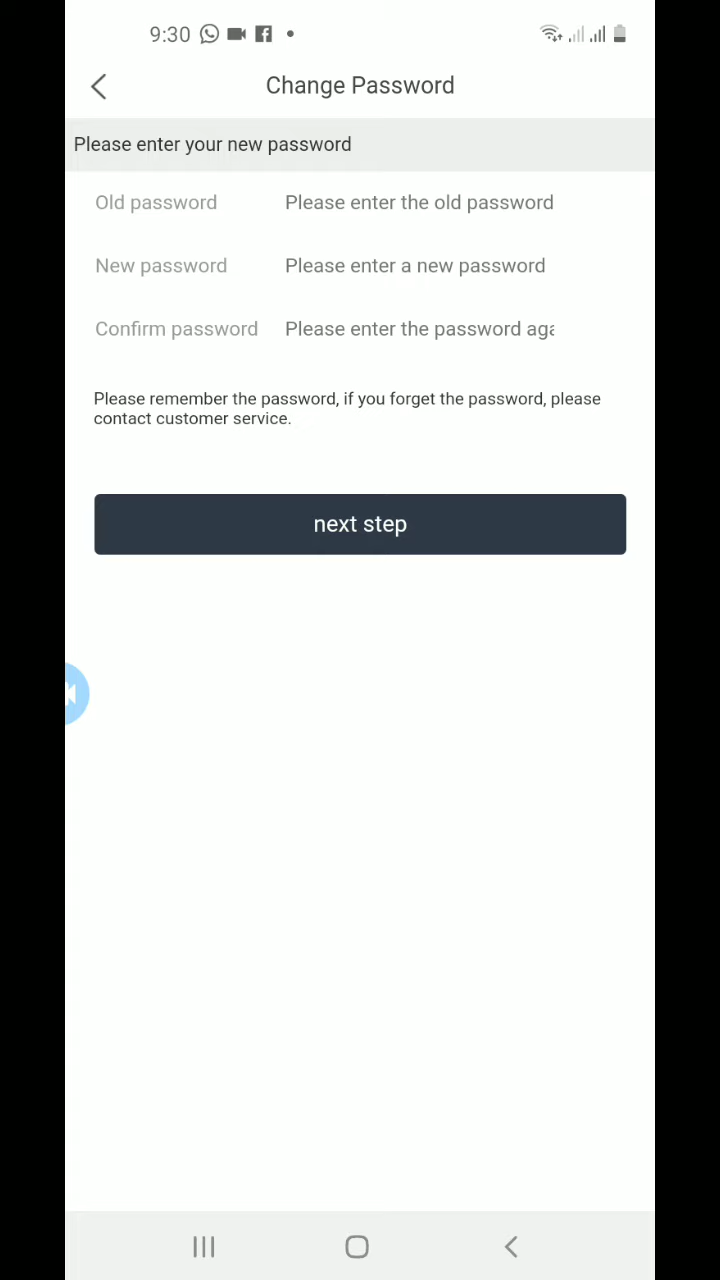 9:30
Change Password
Please enter your new password
Old password Please enter the old password
New password Please enter a new password
Confirm password Please enter the password aga
Please remember the password, if you forget the password, please
contact customer service.
next step